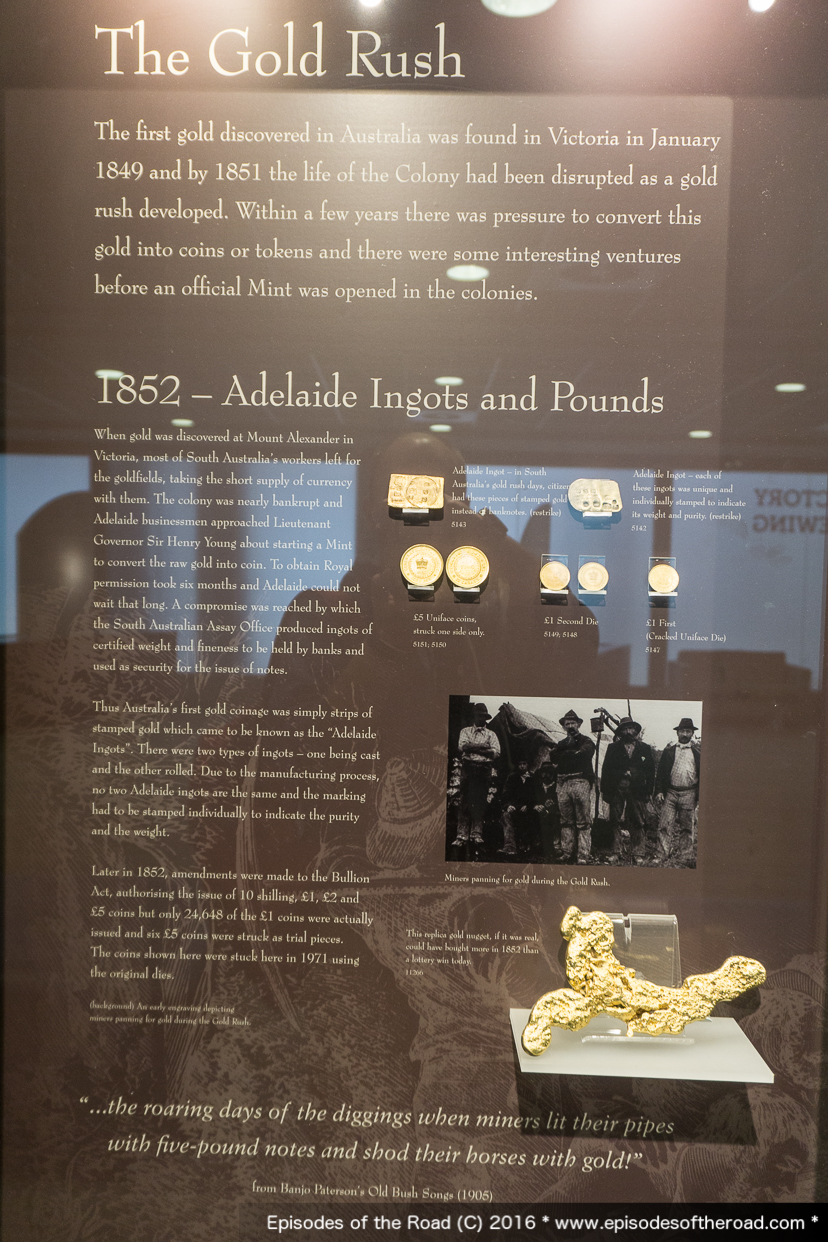 The Gold Rush
The first gold discovered in Australia was found in Victoria in January
1849 and by 1851 the life of the Colony had been disrupted as a gold
rush developed. Within a few years there was pressure to convert this
gold into coins or tokens and there were some interesting ventures
before an official Mint was opened in the colonies.
1852 – Adelaide Ingots and Pounds
When gold was discovered at Mount Alexander in
Victoria, most of South Australia's workers left for
the goldfields, taking the short supply of currency
with them. The colony was nearly bankrupt and
Adelaide businessmen approached Lieutenant
Governor Sir Henry Young about starting a Mint
to convert the raw gold into coin. To obtain Royal
permission took six months and Adelaide could not
wait that long. A compromise was reached by which
the South Australian Assay Office produced ingots of
certified weight and fineness to be held by banks and
used as security for the issue of notes.
Thus Australia's first gold coinage was simply strips of
stamped gold which came to be known as the "Adelaide
Ingots". There were two types of ingots – one being cast
and the other rolled. Due to the manufacturing process,
no two Adelaide ingots are the same and the marking
had to be stamped individually to indicate the purity
and the weight.
Later in 1852, amendments were made to the Bullion
Act, authorising the issue of 10 shilling, £1, £2 and
£5 coins but only 24,648 of the £1 coins were actually
issued and six £5 coins were struck as trial pieces.
The coins shown here were stuck here in 1971 using
the original dies.
(background) An early engraving depicting
miners panning for gold during the Gold Rush.
Adelaide Ingot – in South
Australia's gold rush days, citizens
had these pieces of stamped gold
instead of banknotes. (restrike)
5143
Adelaide Ingot – each of
these ingots was unique and
individually stamped to indicate
its weight and purity. (restrike)
5142
£5 Uniface coins,
struck one side only.
5151; 5150
£1 Second Die
5149; 5148
£1 First
(Cracked Uniface Die)
5147
Miners panning for gold during the Gold Rush.
This replica gold nugget, if it was real,
could have bought more in 1852 than
a lottery win today.
11266
"...the roaring days of the diggings when miners lit their pipes
with five-pound notes and shod their horses with gold!"
from Banjo Paterson's Old Bush Songs (1905)
Episodes of the Road (C) 2016 * www.episodesoftheroad.com *